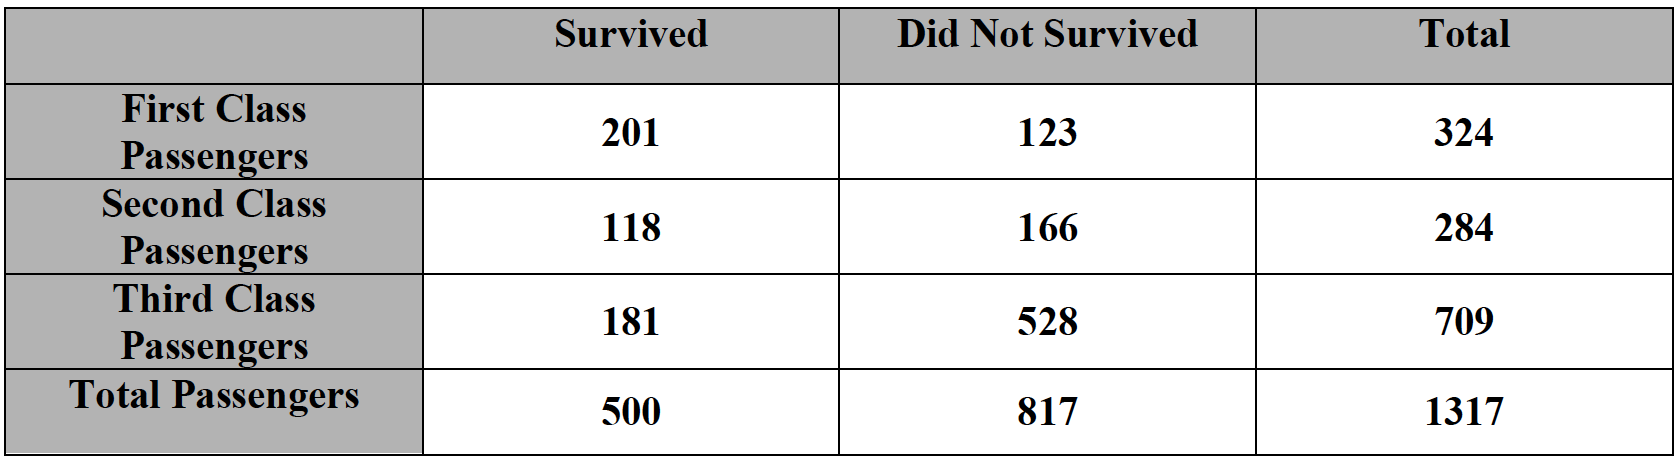 Survived Did Not Survived Total
First Class
Passengers
201 123 324
Second Class
Passengers
118 166 284
Third Class
Passengers
181 528 709
Total Passengers
500 817 1317